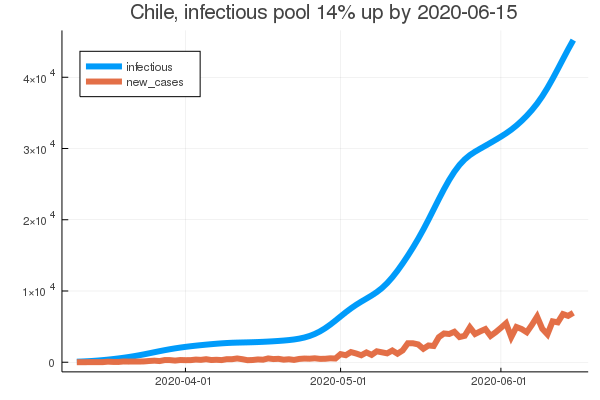 Chile, infectious pool 14% up by 2020-06-15
infectious
new_cases
4×10⁴
3×10⁴
2×10⁴
1×10⁴
0
2020-04-01 2020-05-01 2020-06-01